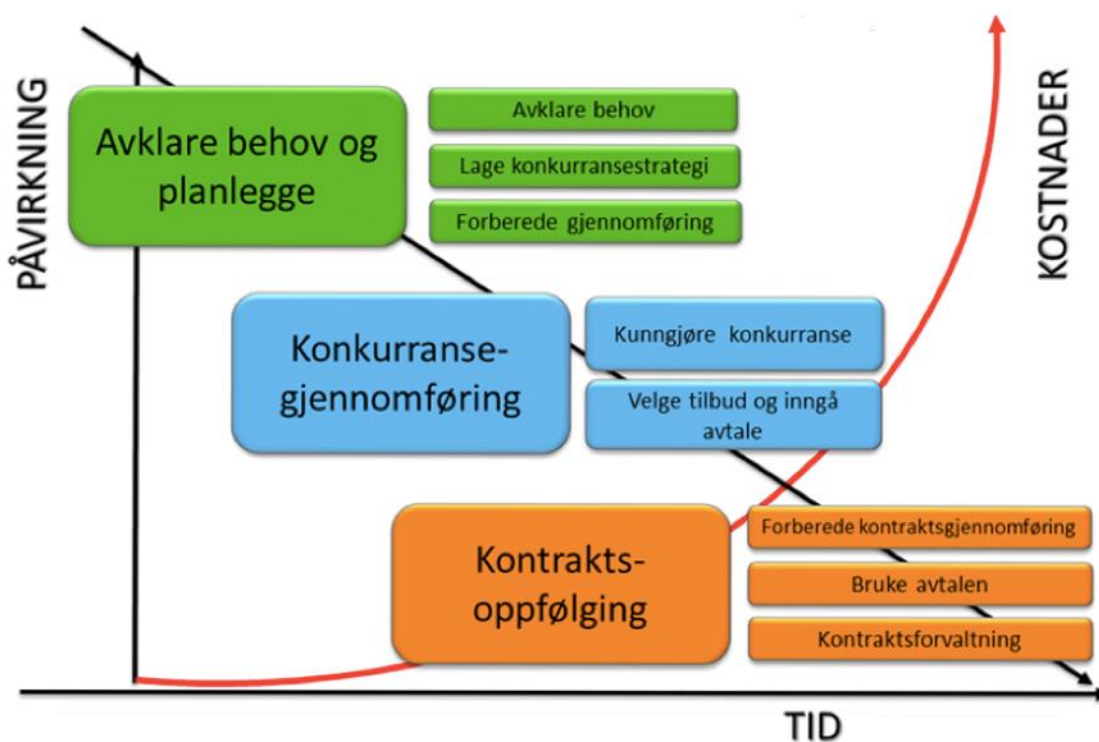 PÅVIRKNING
Avklare behov og
planlegge
Avklare behov
Lage konkurransestrategi
Forberede gjennomføring
KOSTNADER
Konkurranse-
gjennomføring
Kunngjøre konkurranse
Velge tilbud og inngå
avtale
Kontrakts-
oppfølging
Forberede kontraktsgjennomføring
Bruke avtalen
Kontraktsforvaltning
TID